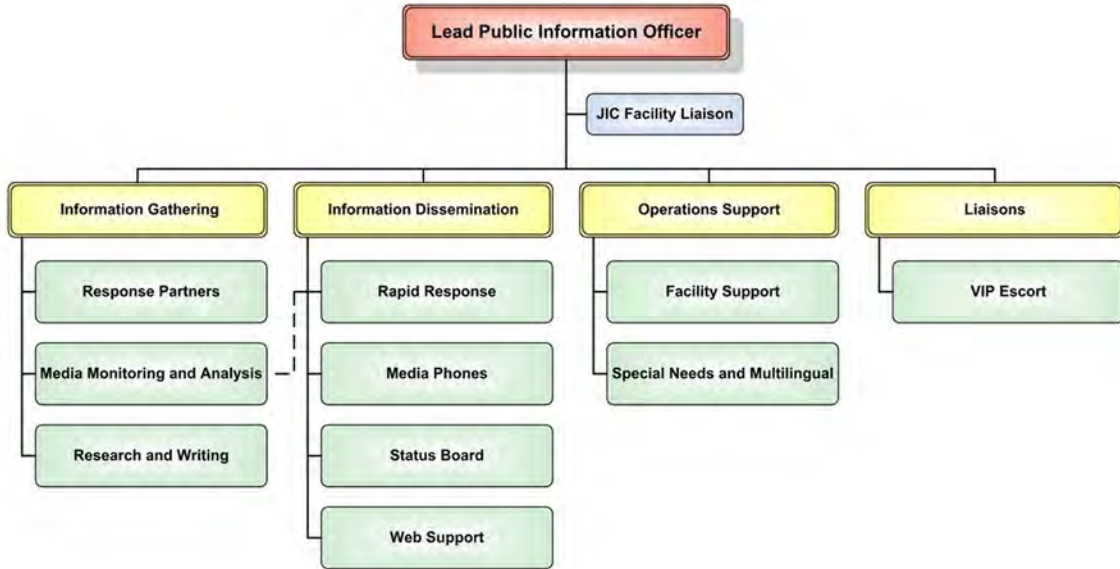 Lead Public Information Officer
JIC Facility Liaison
Information Gathering
Information Dissemination
Operations Support
Liaisons
Response Partners
Rapid Response
Facility Support
VIP Escort
Media Monitoring and Analysis
Media Phones
Special Needs and Multilingual
Research and Writing
Status Board
Web Support